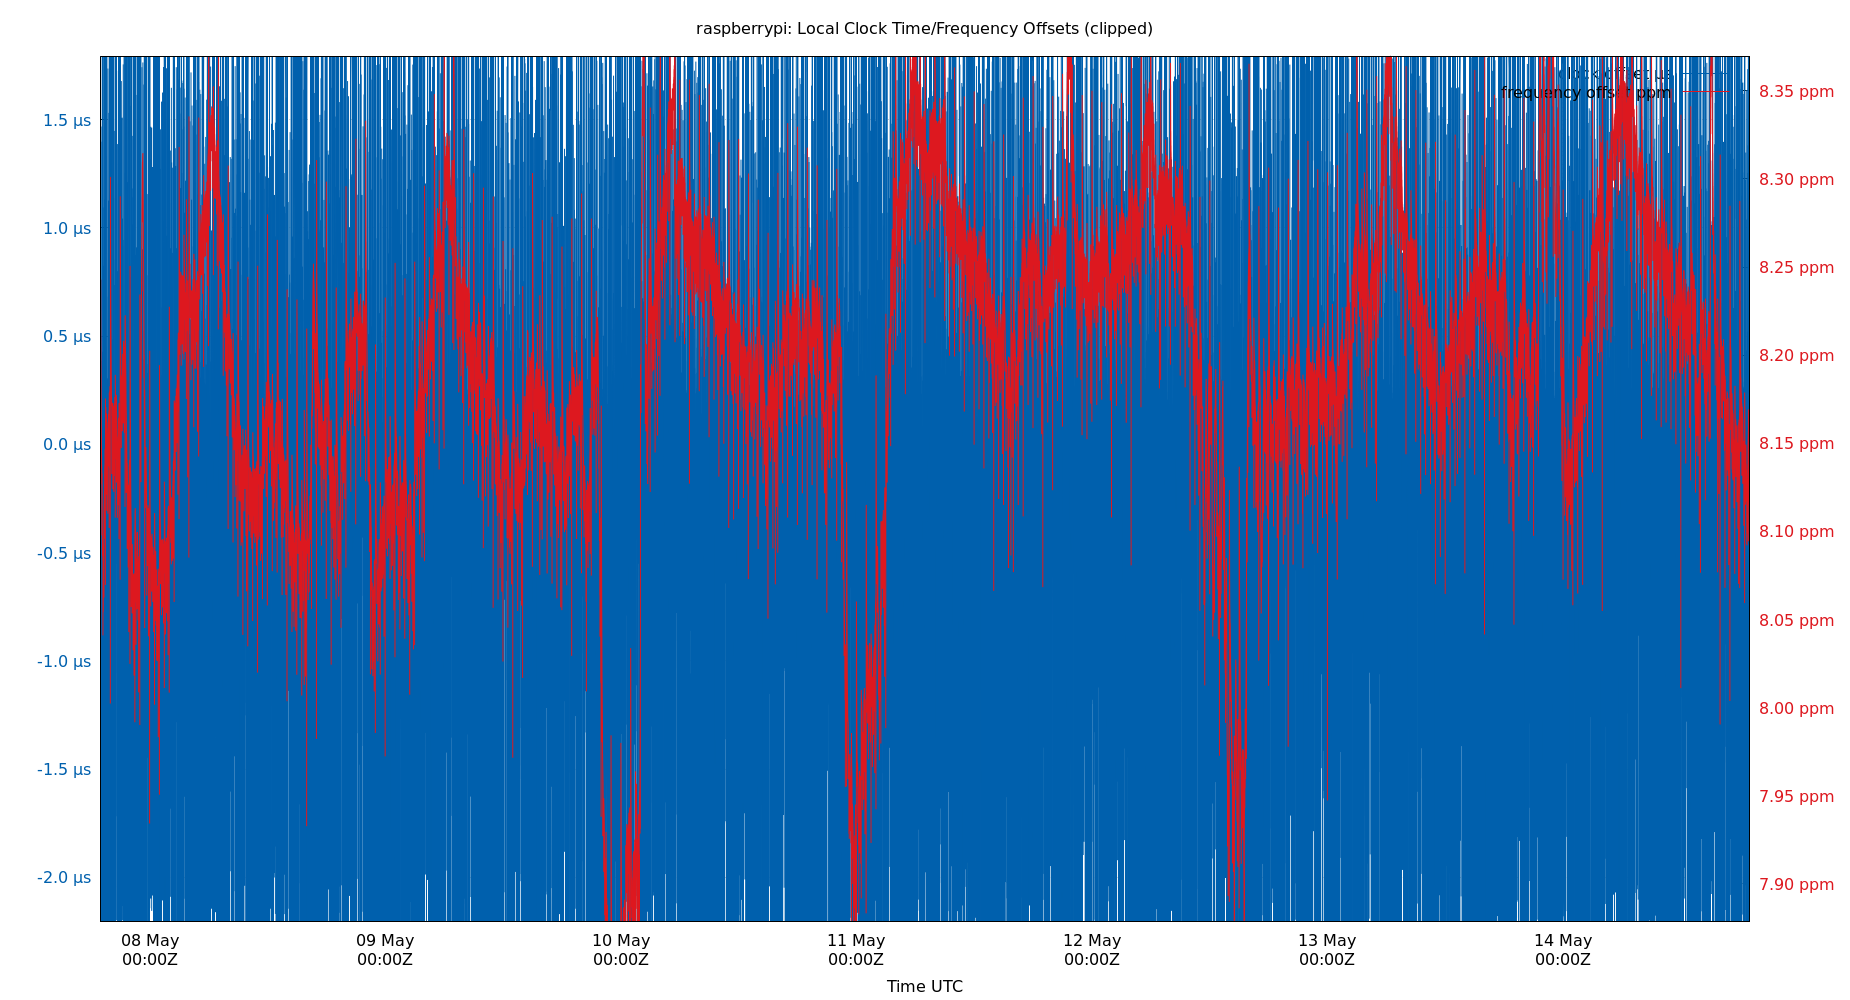 raspberrypi: Local Clock Time/Frequency Offsets (clipped)
clock offset µs
frequency offset ppm
1.5 µs
1.0 µs
0.5 µs
0.0 µs
-0.5 µs
-1.0 µs
-1.5 µs
-2.0 µs
8.35 ppm
8.30 ppm
8.25 ppm
8.20 ppm
8.15 ppm
8.10 ppm
8.05 ppm
8.00 ppm
7.95 ppm
7.90 ppm
08 May
00:00Z
09 May
00:00Z
10 May
00:00Z
11 May
00:00Z
12 May
00:00Z
13 May
00:00Z
14 May
00:00Z
Time UTC